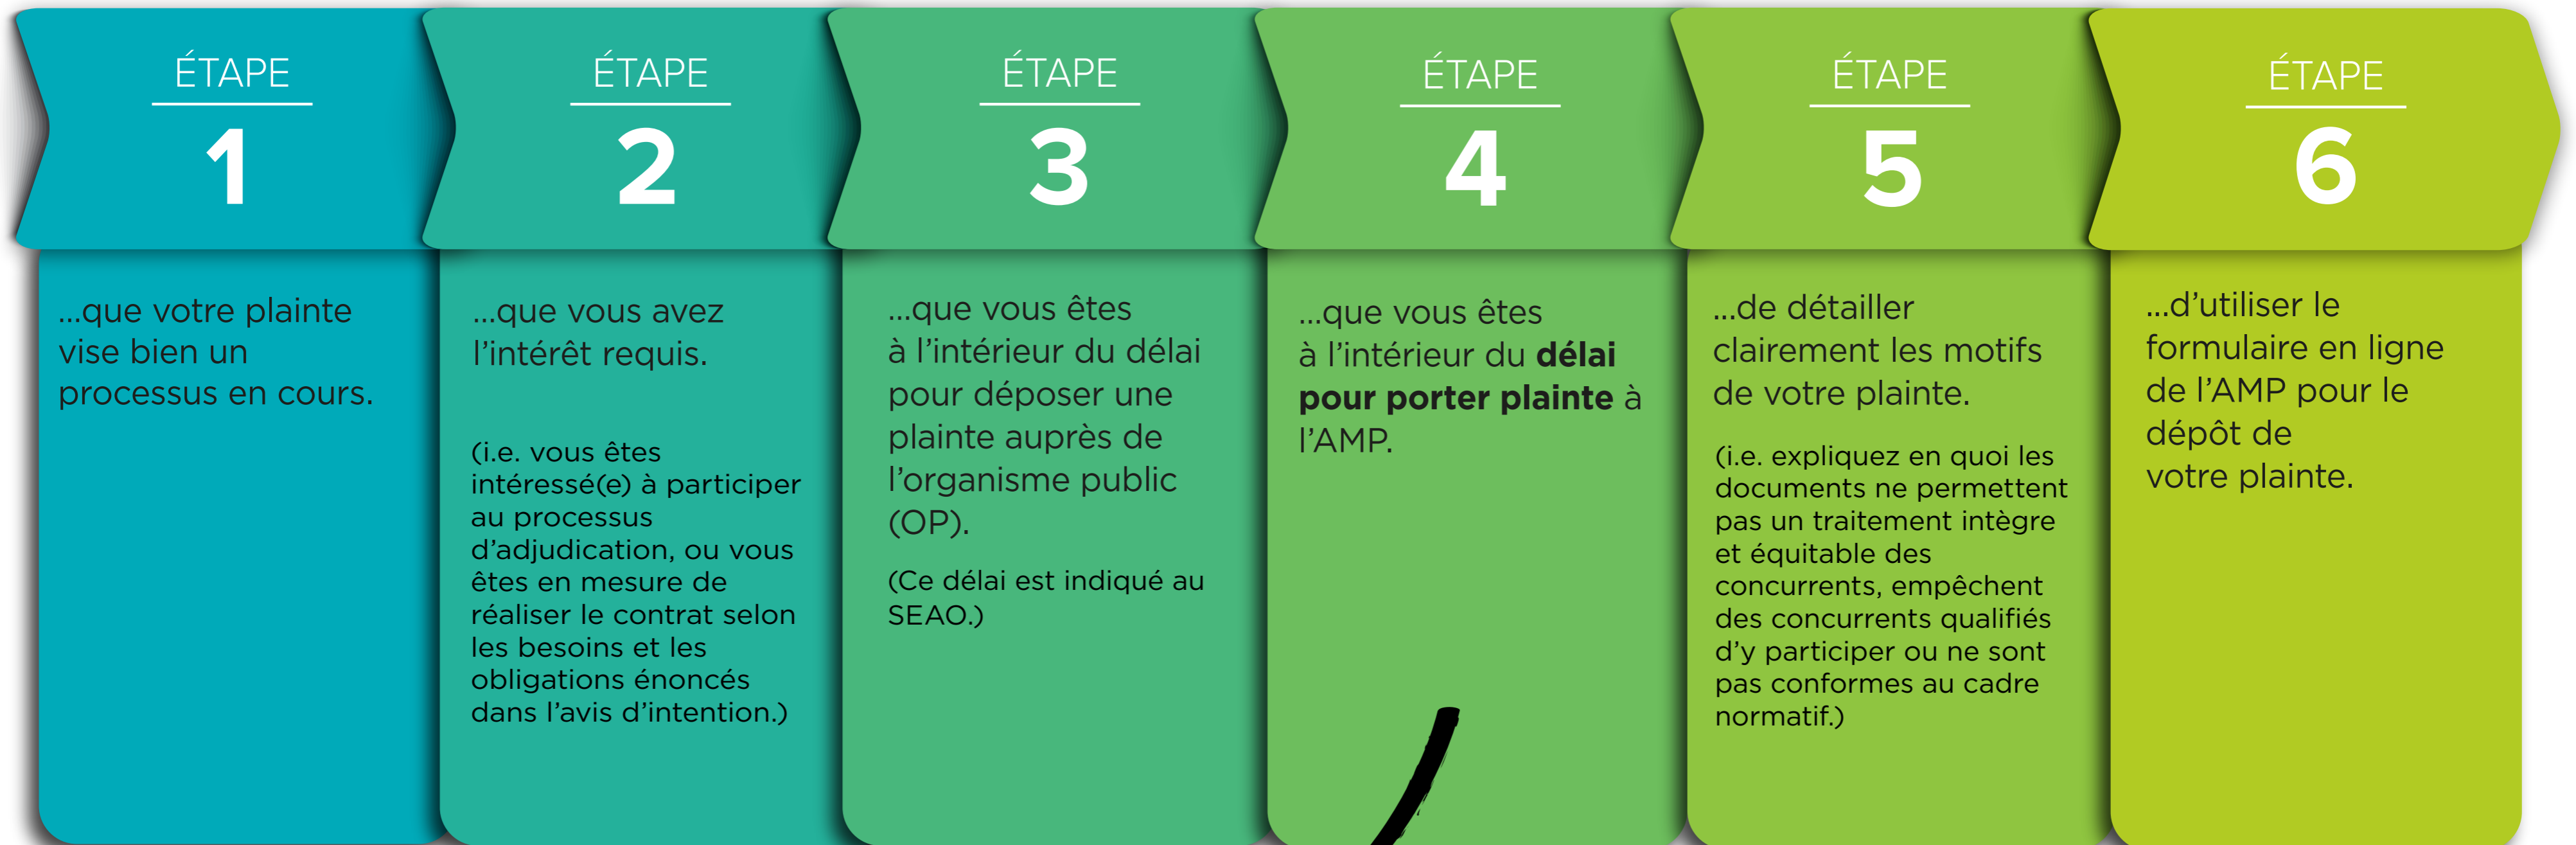 ÉTAPE
1
...que votre plainte
vise bien un
processus en cours.
ÉTAPE
2
...que vous avez
l'intérêt requis.
(i.e. vous êtes
intéressé(e) à participer
au processus
d'adjudication, ou vous
êtes en mesure de
réaliser le contrat selon
les besoins et les
obligations énoncés
dans l'avis d'intention.)
ÉTAPE
3
...que vous êtes
à l'intérieur du délai
pour déposer une
plainte auprès de
l'organisme public
(OP).
(Ce délai est indiqué au
SEAO.)
ÉTAPE
4
...que vous êtes
à l'intérieur du délai
pour porter plainte à
l'AMP.
ÉTAPE
5
...de détailler
clairement les motifs
de votre plainte.
(i.e. expliquez en quoi les
documents ne permettent
pas un traitement intègre
et équitable des
concurrents, empêchent
des concurrents qualifiés
d'y participer ou ne sont
pas conformes au cadre
normatif.)
ÉTAPE
6
...d'utiliser le
formulaire en ligne
de l'AMP pour le
dépôt de
votre plainte.